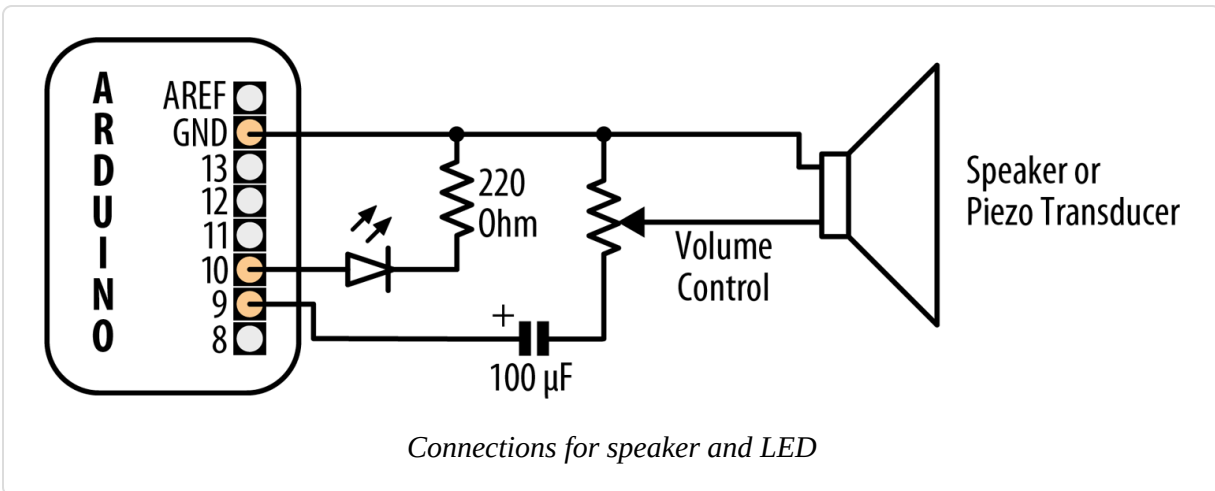 ARDUINO
AREF
GND
13
12
11
10
9
8
220
Ohm
+
100 µF
Volume
Control
Speaker or
Piezo Transducer
Connections for speaker and LED